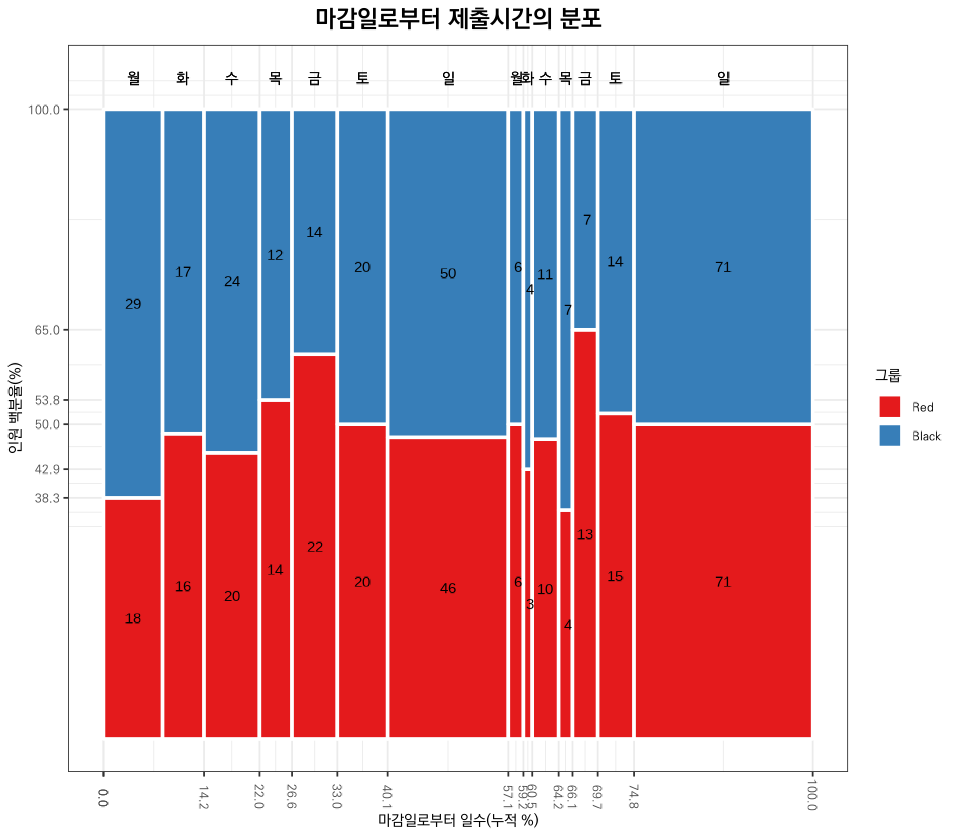 마감일로부터 제출시간의 분포
월 화 수 목 금 토 일 월 화 수 목 금 토 일
100.0
65.0
53.8
50.0
42.9
38.3
인원 백분율(%)
29 17 24 12 14 20 50 6 4 11 7 7 14 71
18 16 20 14 22 20 46 6 3 10 4 13 15 71
0.0 14.2 22.0 26.6 33.0 40.1 57.1 59.2 60.5 64.2 66.1 69.7 74.8 100.0
마감일로부터 일수(누적 %)
그룹
Red
Black